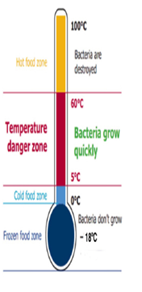 100°C
Hot food zone
Bacteria are
destroyed
60°C
Temperature
danger zone
Bacteria grow
quickly
5°C
Cold food zone
0°C
Bacteria don't grow
Frozen food zone
- 18°C